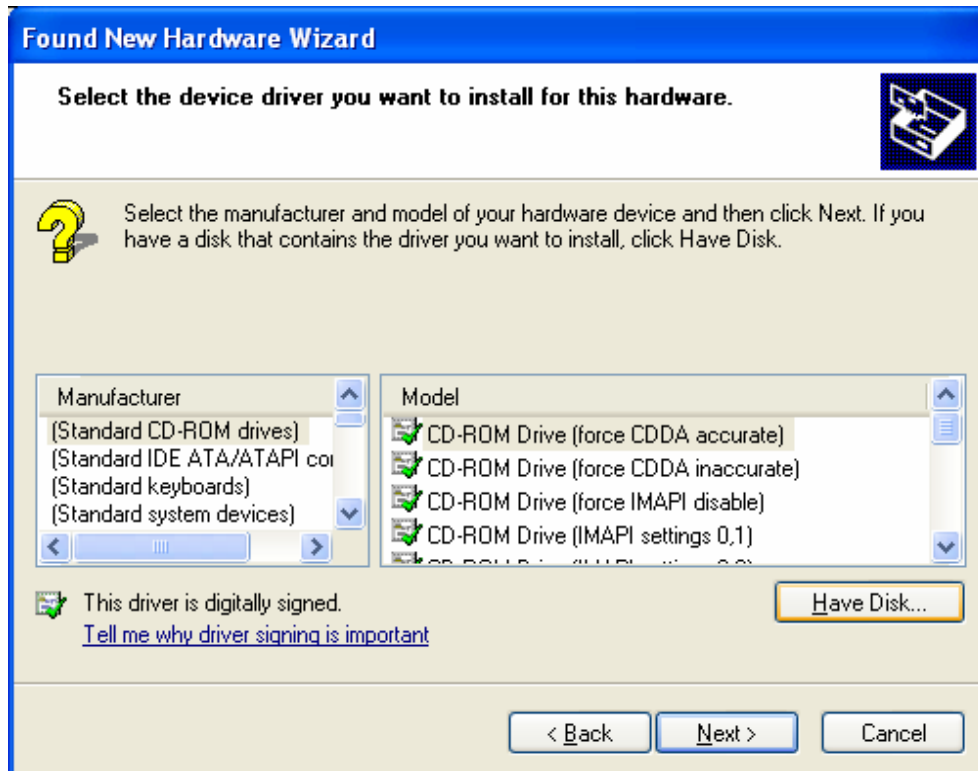 Found New Hardware Wizard
Select the device driver you want to install for this hardware.
Select the manufacturer and model of your hardware device and then click Next. If you
have a disk that contains the driver you want to install, click Have Disk.
Manufacturer
(Standard CD-ROM drives)
(Standard IDE ATA/ATAPI con
(Standard keyboards)
(Standard system devices)
Model
CD-ROM Drive (force CDDA accurate)
CD-ROM Drive (force CDDA inaccurate)
CD-ROM Drive (force IMAPI disable)
CD-ROM Drive (IMAPI settings 0,1)
This driver is digitally signed.
Have Disk...
Tell me why driver signing is important
< Back
Next >
Cancel